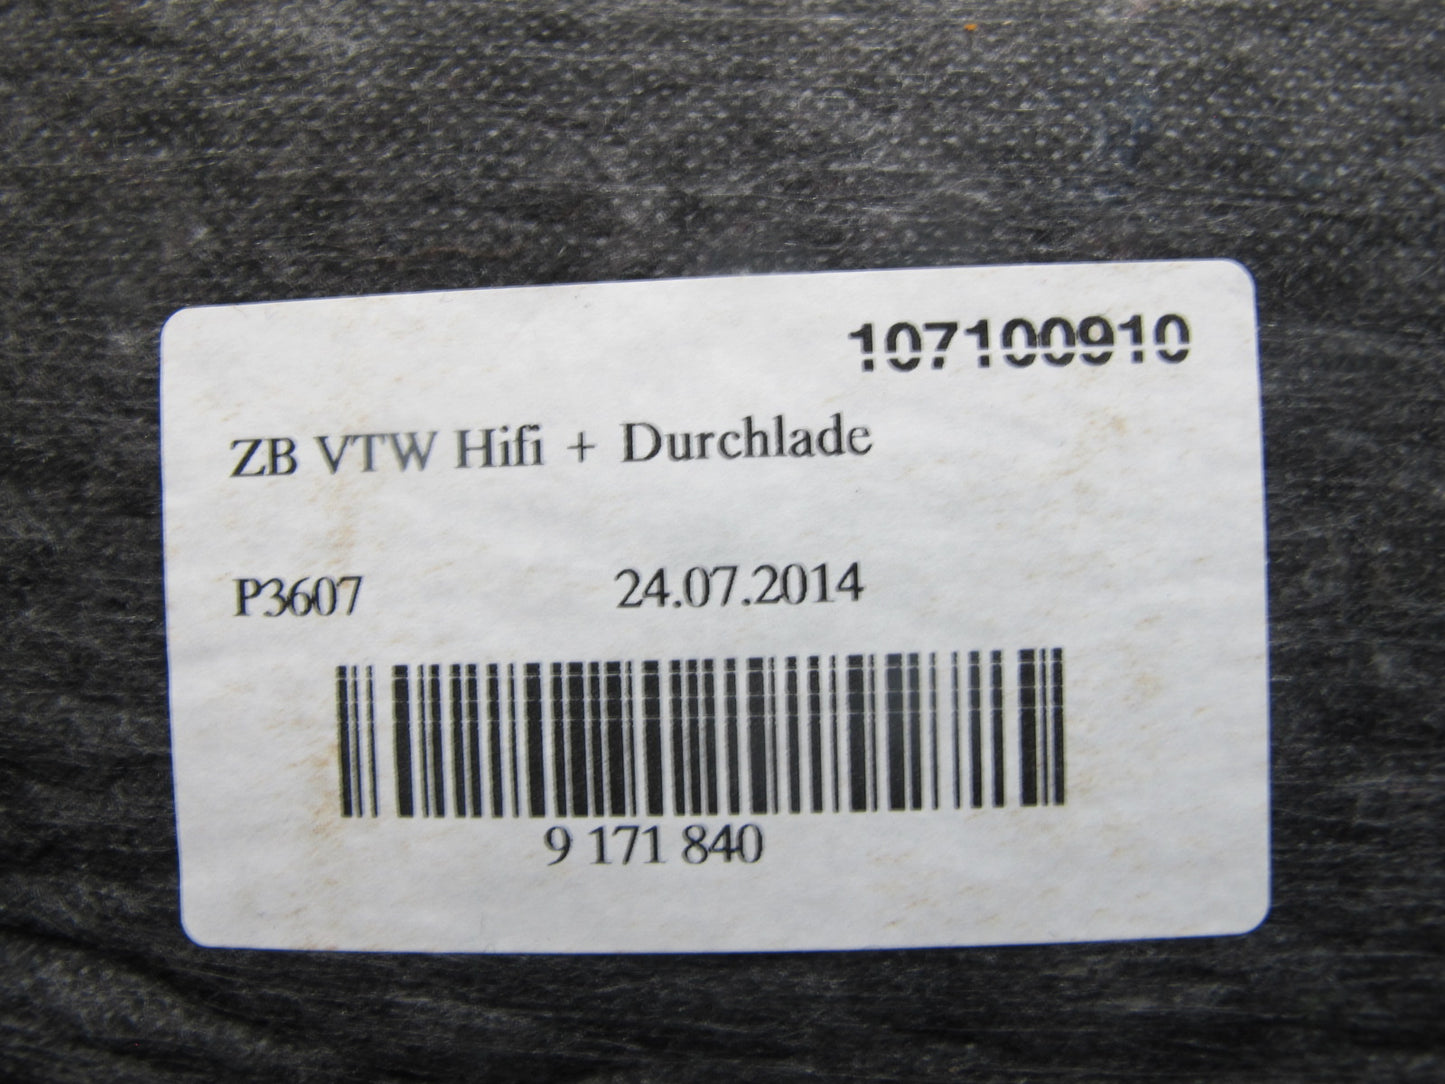 107100910
ZB VTW Hifi + Durchlade
P3607 24.07.2014
9 171 840